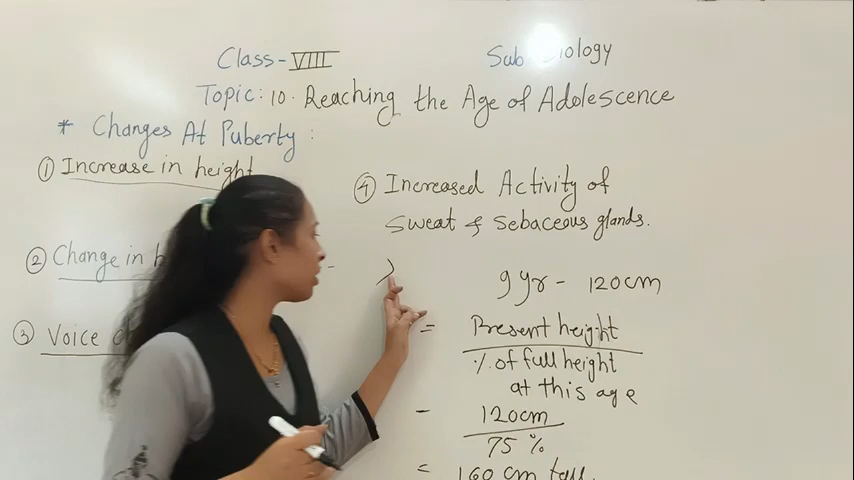 Class - VIII
Sub iology
Topic: 10. Reaching the Age of Adolescence
* Changes At Puberty :
① Increase in height
② Change in
③ Voice
④ Increased Activity of
Sweat & Sebaceous glands.
9 yr - 120cm
= Present height
% of full height
at this age
- 120cm
75 %
= 160 cm tall.